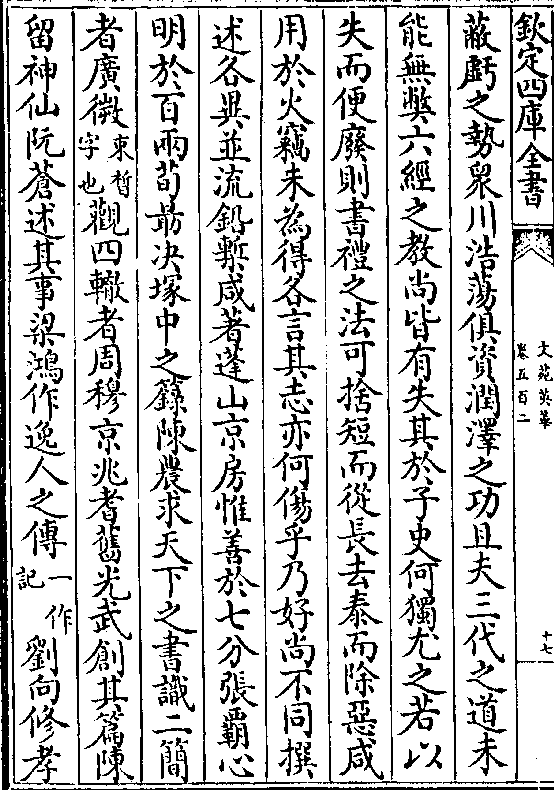 欽定四庫全書
文苑英華
卷五百二
十七
蔽虧之勢衆川浩蕩俱資潤澤之功且夫三代之道未
能無弊六經之教尚皆有失其於子史何獨尤之若以
失而便廢則書禮之法可捨短而從長去泰而除惡咸
用於火竊未為得各言其志亦何傷乎乃好尚不同撰
述各異並流鉛槧咸著蓬山京房惟善於七分張霸心
明於百兩荀勗決塚中之籙陳農求天下之書識二簡
者廣微束晳字也觀四轍者周穆京兆耆舊光武創其篇陳
留神仙阮蒼述其事梁鴻作逸人之傳一作記劉向修孝